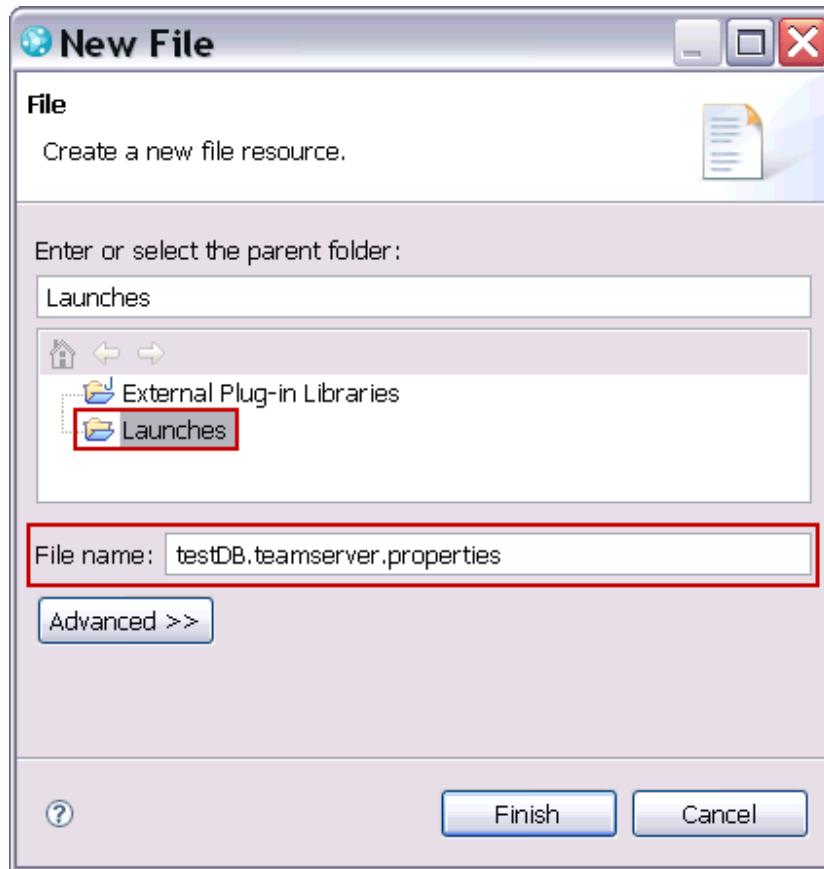 New File
File
Create a new file resource.
Enter or select the parent folder:
Launches
External Plug-in Libraries
Launches
File name: testDB.teamserver.properties
Advanced >>
Finish Cancel